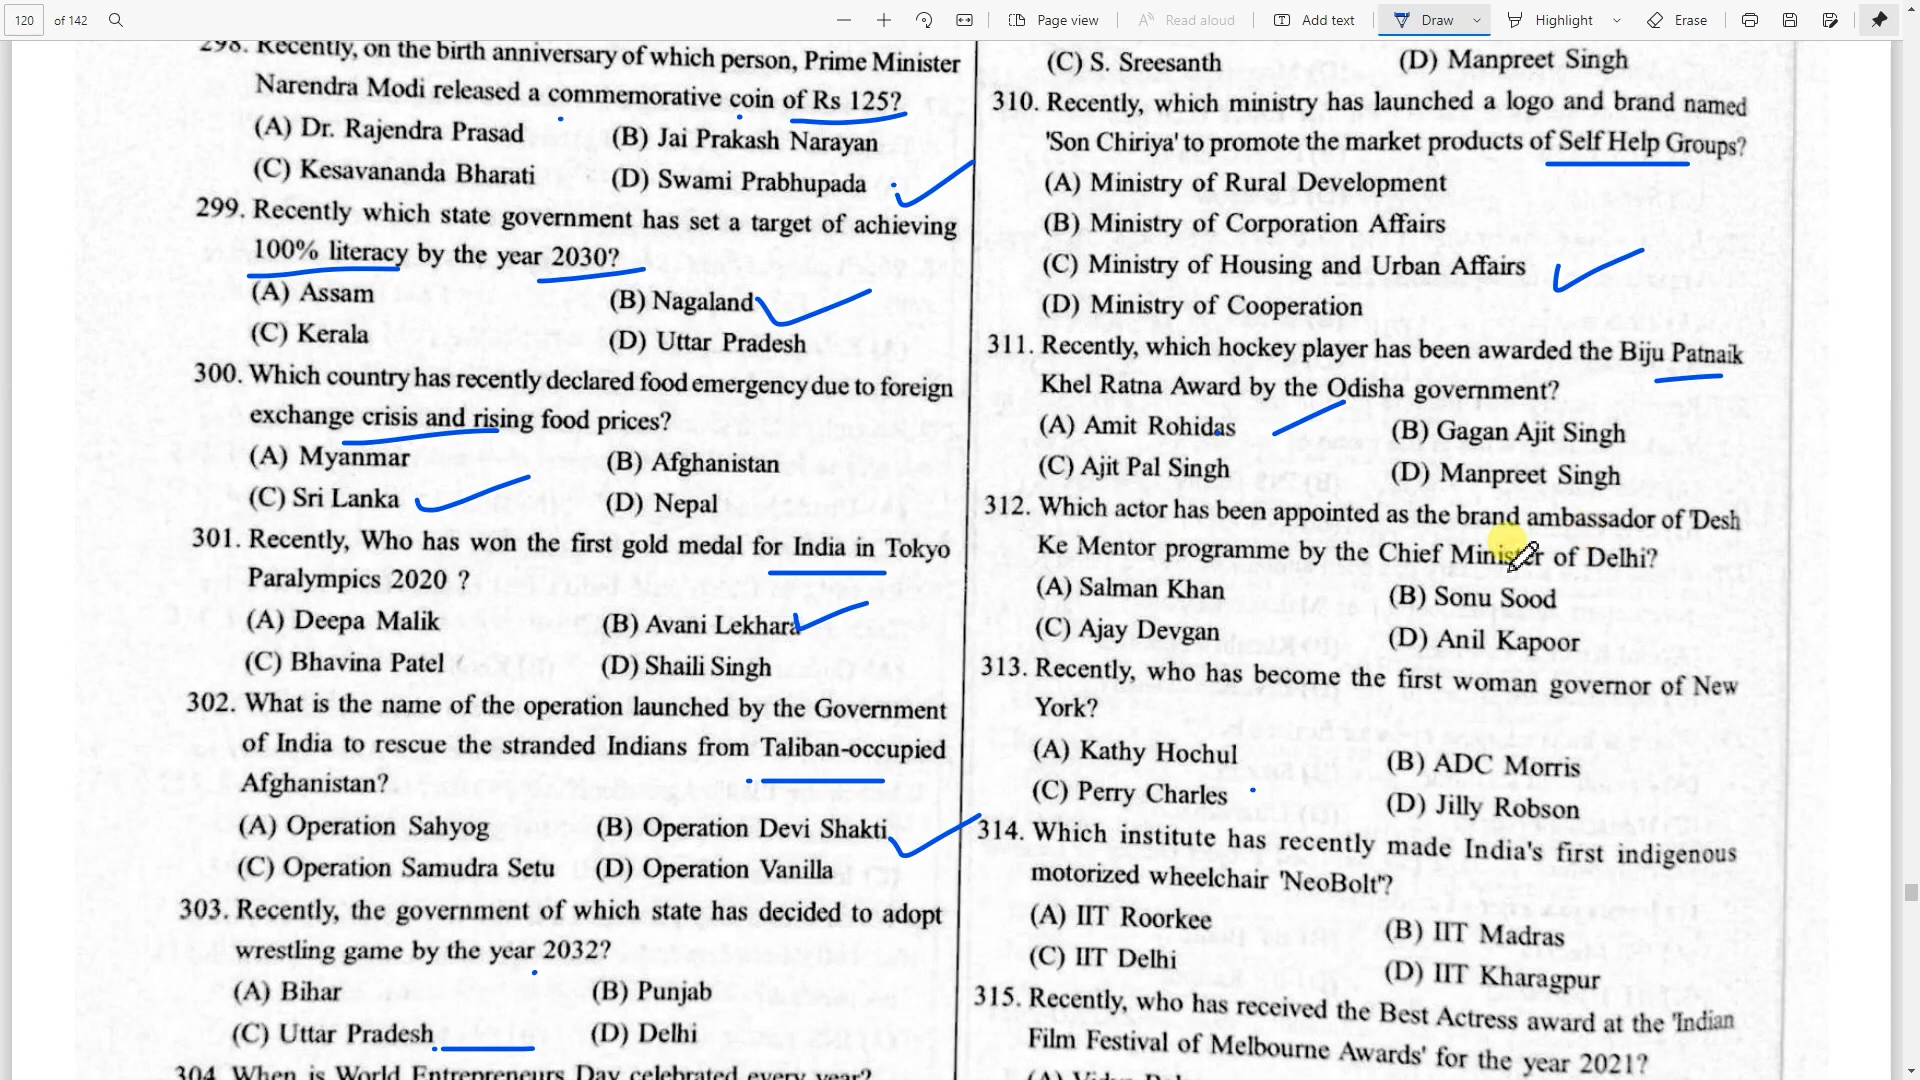 120 of 142
Page view
Read aloud
Add text
Draw
Highlight
Erase
298. Recently, on the birth anniversary of which person, Prime Minister
Narendra Modi released a commemorative coin of Rs 125?
(A) Dr. Rajendra Prasad (B) Jai Prakash Narayan
(C) Kesavananda Bharati (D) Swami Prabhupada
299. Recently which state government has set a target of achieving
100% literacy by the year 2030?
(A) Assam (B) Nagaland
(C) Kerala (D) Uttar Pradesh
300. Which country has recently declared food emergency due to foreign
exchange crisis and rising food prices?
(A) Myanmar (B) Afghanistan
(C) Sri Lanka (D) Nepal
301. Recently, Who has won the first gold medal for India in Tokyo
Paralympics 2020 ?
(A) Deepa Malik (B) Avani Lekhara
(C) Bhavina Patel (D) Shaili Singh
302. What is the name of the operation launched by the Government
of India to rescue the stranded Indians from Taliban-occupied
Afghanistan?
(A) Operation Sahyog (B) Operation Devi Shakti
(C) Operation Samudra Setu (D) Operation Vanilla
303. Recently, the government of which state has decided to adopt
wrestling game by the year 2032?
(A) Bihar (B) Punjab
(C) Uttar Pradesh (D) Delhi
304. When is World Entrepreneurs Day celebrated every year?
(C) S. Sreesanth (D) Manpreet Singh
310. Recently, which ministry has launched a logo and brand named
'Son Chiriya' to promote the market products of Self Help Groups?
(A) Ministry of Rural Development
(B) Ministry of Corporation Affairs
(C) Ministry of Housing and Urban Affairs
(D) Ministry of Cooperation
311. Recently, which hockey player has been awarded the Biju Patnaik
Khel Ratna Award by the Odisha government?
(A) Amit Rohidas (B) Gagan Ajit Singh
(C) Ajit Pal Singh (D) Manpreet Singh
312. Which actor has been appointed as the brand ambassador of 'Desh
Ke Mentor programme by the Chief Minister of Delhi?
(A) Salman Khan (B) Sonu Sood
(C) Ajay Devgan (D) Anil Kapoor
313. Recently, who has become the first woman governor of New
York?
(A) Kathy Hochul (B) ADC Morris
(C) Perry Charles (D) Jilly Robson
314. Which institute has recently made India's first indigenous
motorized wheelchair 'NeoBolt'?
(A) IIT Roorkee (B) IIT Madras
(C) IIT Delhi (D) IIT Kharagpur
315. Recently, who has received the Best Actress award at the 'Indian
Film Festival of Melbourne Awards' for the year 2021?